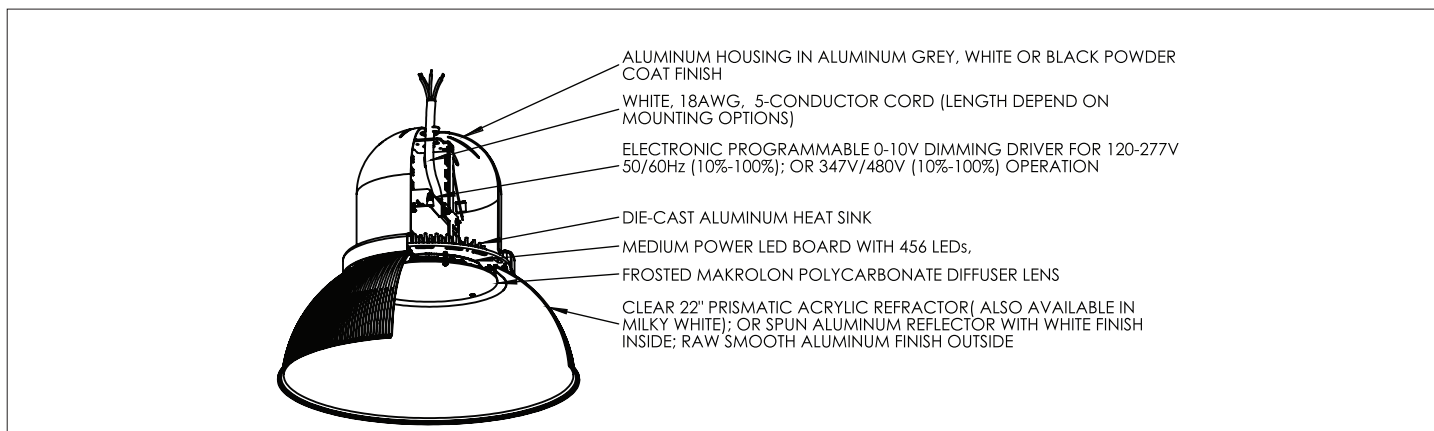 ALUMINUM HOUSING IN ALUMINUM GREY, WHITE OR BLACK POWDER
COAT FINISH
WHITE, 18AWG, 5-CONDUCTOR CORD (LENGTH DEPEND ON
MOUNTING OPTIONS)
ELECTRONIC PROGRAMMABLE 0-10V DIMMING DRIVER FOR 120-277V
50/60Hz (10%-100%); OR 347V/480V (10%-100%) OPERATION
DIE-CAST ALUMINUM HEAT SINK
MEDIUM POWER LED BOARD WITH 456 LEDs,
FROSTED MAKROLON POLYCARBONATE DIFFUSER LENS
CLEAR 22" PRISMATIC ACRYLIC REFRACTOR( ALSO AVAILABLE IN
MILKY WHITE); OR SPUN ALUMINUM REFLECTOR WITH WHITE FINISH
INSIDE; RAW SMOOTH ALUMINUM FINISH OUTSIDE